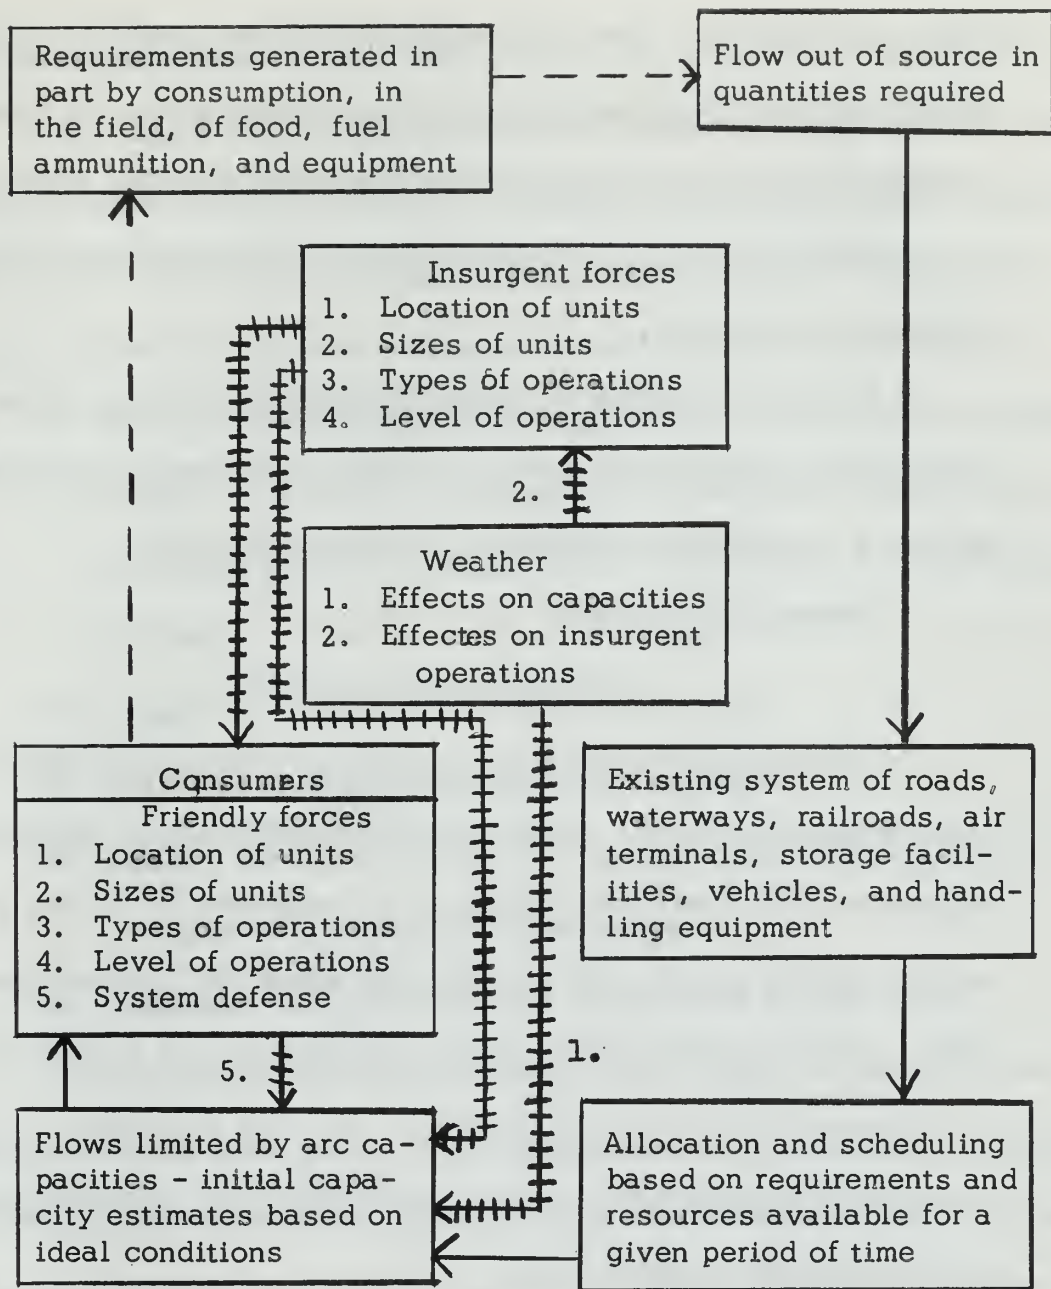 Requirements generated in
part by consumption, in
the field, of food, fuel
ammunition, and equipment
Flow out of source in
quantities required
Insurgent forces
1. Location of units
2. Sizes of units
3. Types of operations
4. Level of operations
2.
Weather
1. Effects on capacities
2. Effectes on insurgent
operations
Consumers
Friendly forces
1. Location of units
2. Sizes of units
3. Types of operations
4. Level of operations
5. System defense
Existing system of roads,
waterways, railroads, air
terminals, storage facil-
ities, vehicles, and hand-
ling equipment
1.
5.
Flows limited by arc ca-
pacities - initial capa-
city estimates based on
ideal conditions
Allocation and scheduling
based on requirements and
resources available for a
given period of time